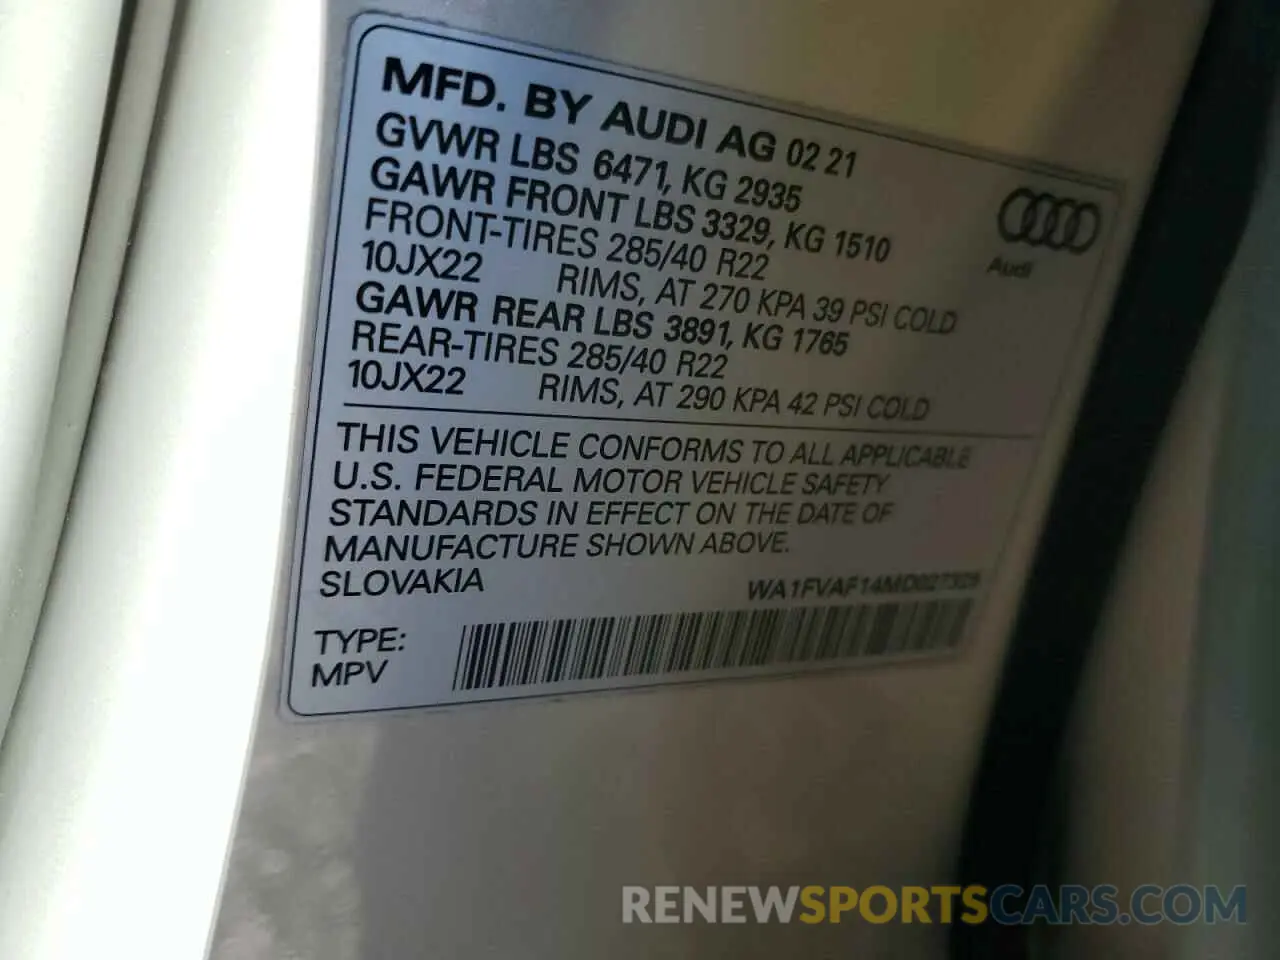 MFD. BY AUDI AG 02 21
GVWR LBS 6471, KG 2935
GAWR FRONT LBS 3329, KG 1510
FRONT-TIRES 285/40 R22
10JX22 RIMS, AT 270 KPA 39 PSI COLD
GAWR REAR LBS 3891, KG 1765
REAR-TIRES 285/40 R22
10JX22 RIMS, AT 290 KPA 42 PSI COLD
Audi
THIS VEHICLE CONFORMS TO ALL APPLICABLE
U.S. FEDERAL MOTOR VEHICLE SAFETY
STANDARDS IN EFFECT ON THE DATE OF
MANUFACTURE SHOWN ABOVE.
SLOVAKIA
TYPE:
MPV
RENEWSPORTSCARS.COM